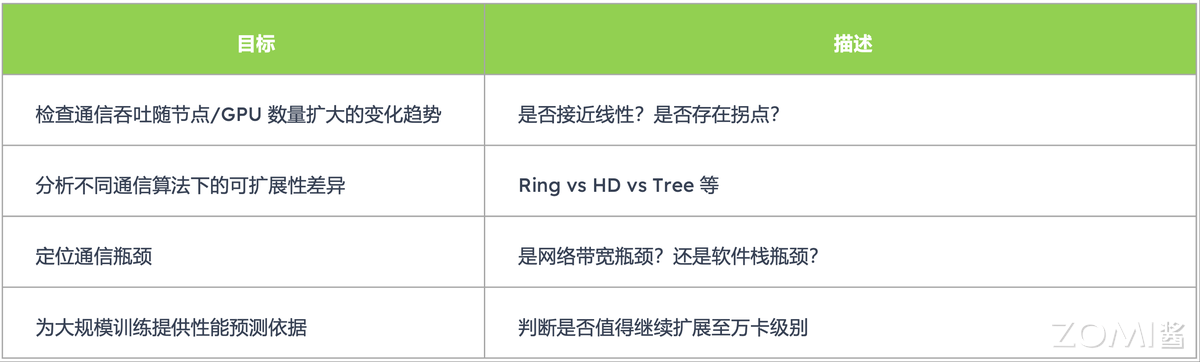 目标
描述
检查通信吞吐随节点/GPU 数量扩大的变化趋势
是否接近线性？是否存在拐点？
分析不同通信算法下的可扩展性差异
Ring vs HD vs Tree 等
定位通信瓶颈
是网络带宽瓶颈？还是软件栈瓶颈？
为大规模训练提供性能预测依据
判断是否值得继续扩展至万卡级别
ZOMI酱